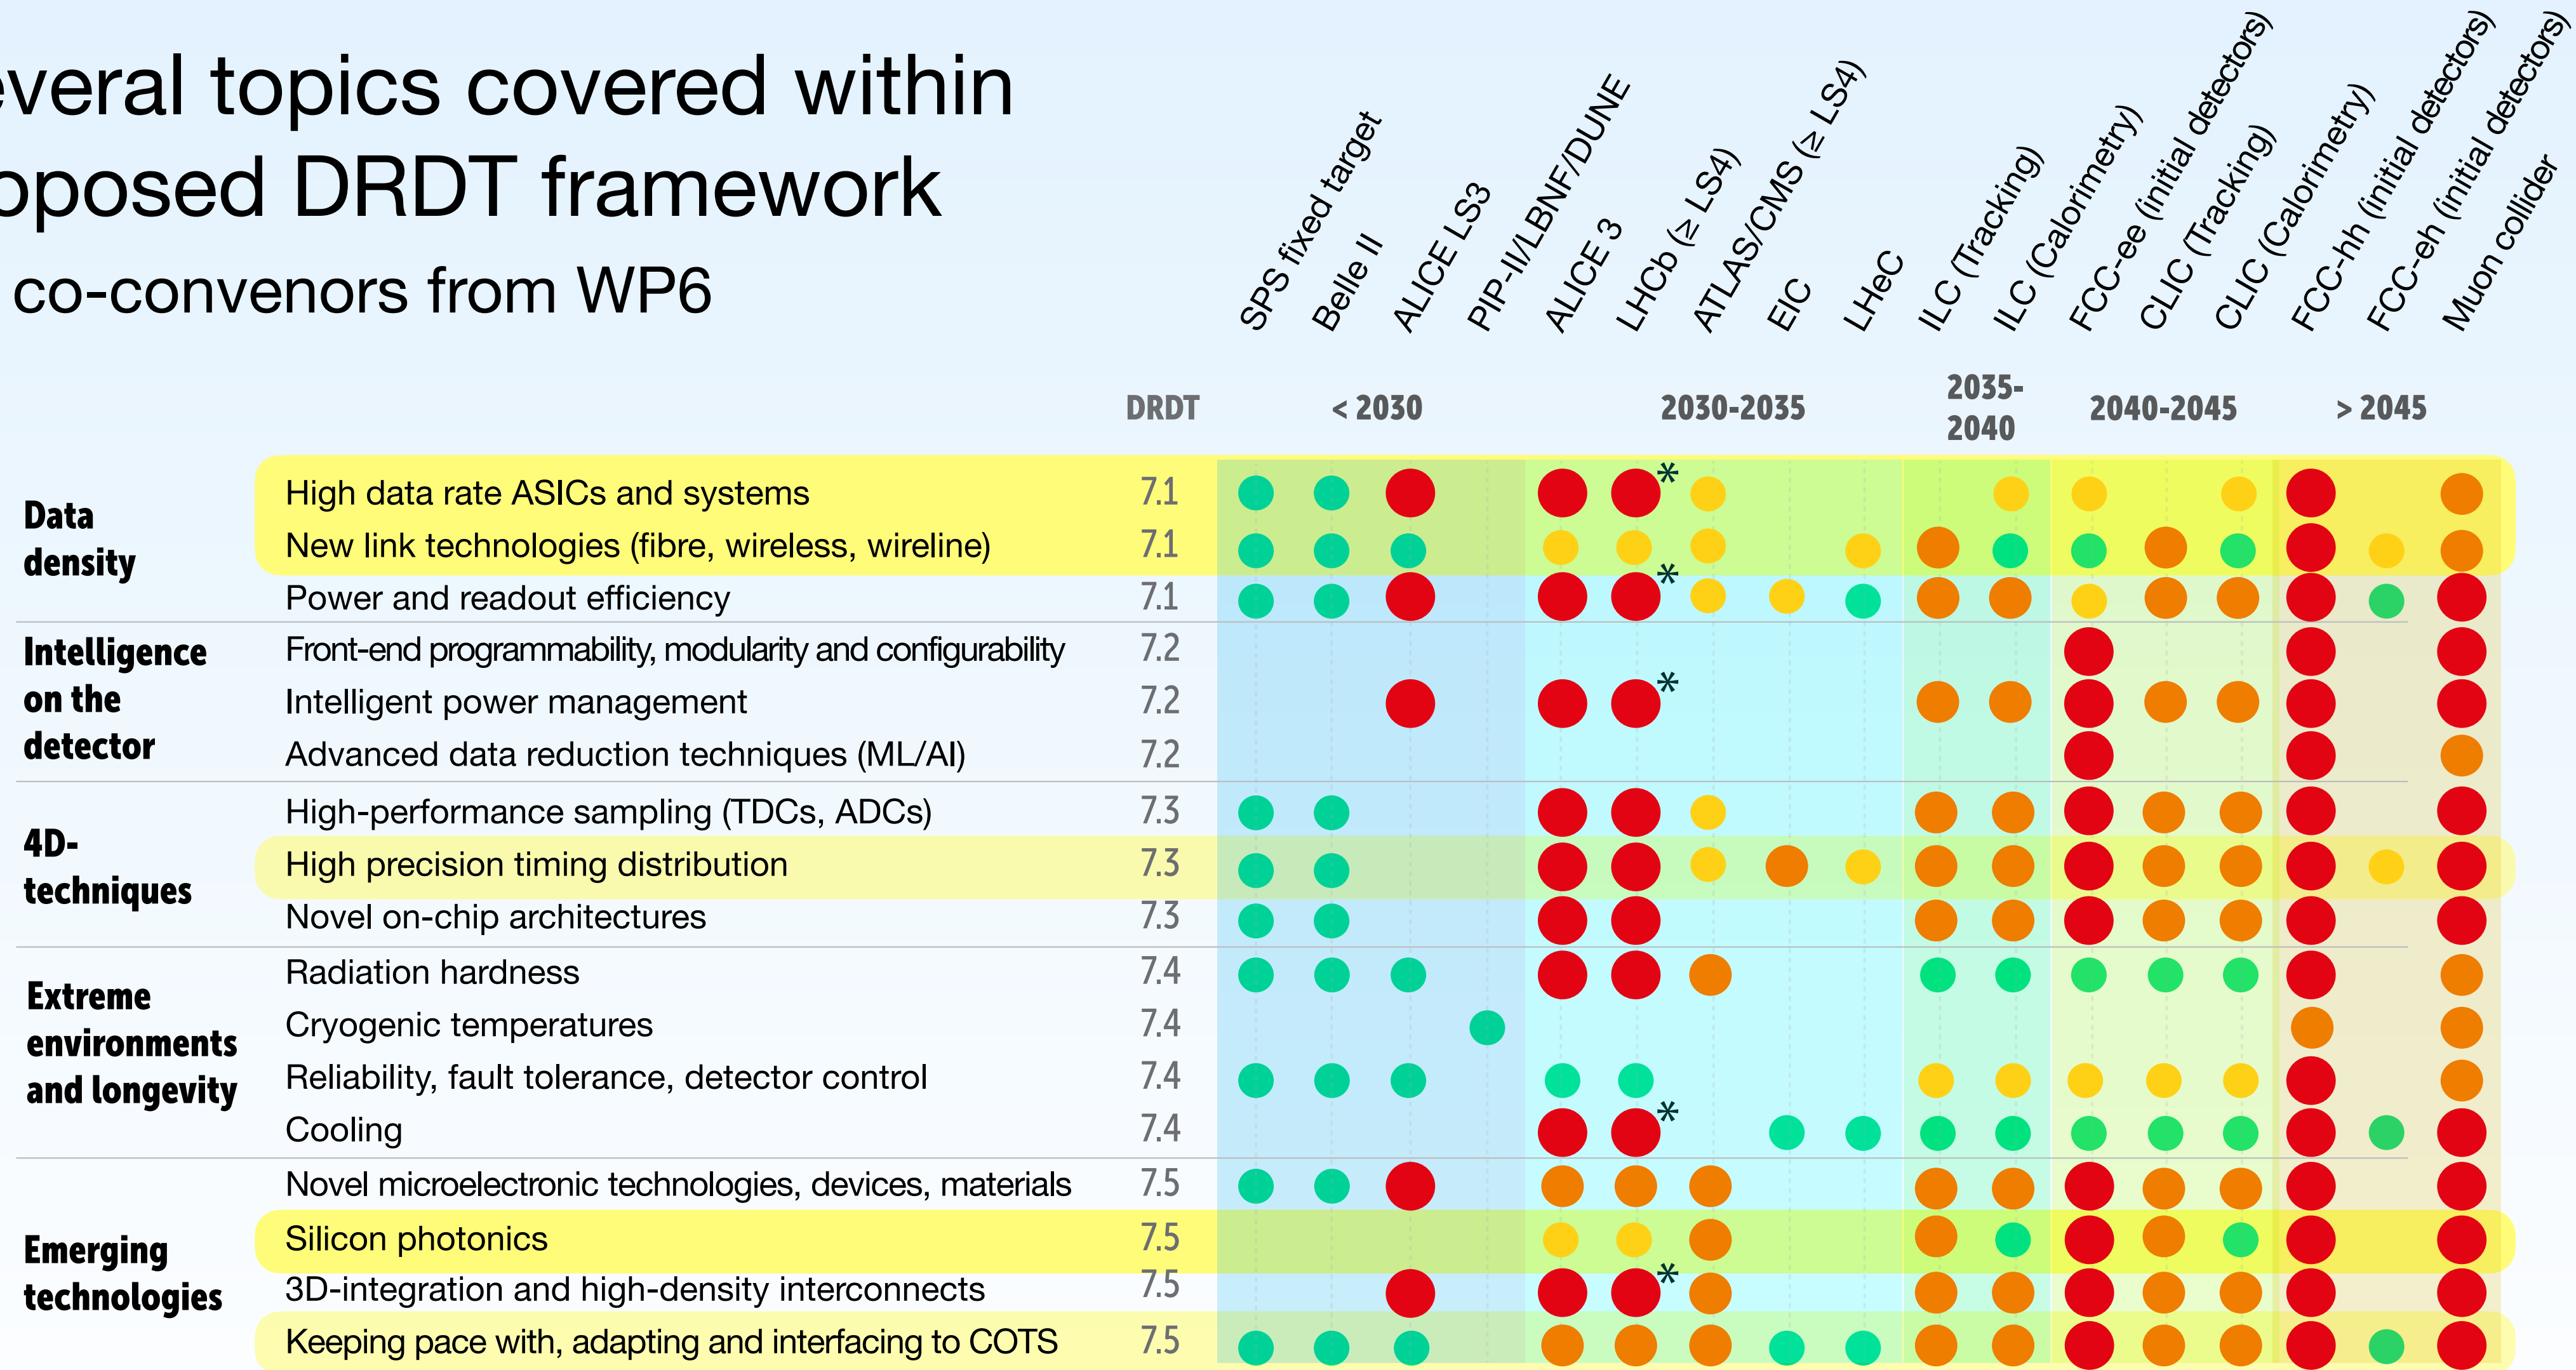 everal topics covered within
oposed DRDT framework
co-convenors from WP6
SPS fixed target
Belle II
ALICE LS3
PIP-II/LBNF/DUNE
ALICE 3
LHCb (≥ LS4)
ATLAS/CMS (≥ LS4)
EIC
LHeC
ILC (Tracking)
ILC (Calorimetry)
FCC-ee (initial detectors)
CLIC (Tracking)
CLIC (Calorimetry)
FCC-hh (initial detectors)
FCC-eh (initial detectors)
Muon collider
DRDT < 2030 2030-2035 2035-2040 2040-2045 > 2045
Data density
High data rate ASICs and systems 7.1 *
New link technologies (fibre, wireless, wireline) 7.1
Power and readout efficiency 7.1 *
Intelligence on the detector
Front-end programmability, modularity and configurability 7.2
Intelligent power management 7.2 *
Advanced data reduction techniques (ML/AI) 7.2
4D-techniques
High-performance sampling (TDCs, ADCs) 7.3
High precision timing distribution 7.3
Novel on-chip architectures 7.3
Extreme environments and longevity
Radiation hardness 7.4
Cryogenic temperatures 7.4
Reliability, fault tolerance, detector control 7.4
Cooling 7.4 *
Emerging technologies
Novel microelectronic technologies, devices, materials 7.5
Silicon photonics 7.5
3D-integration and high-density interconnects 7.5 *
Keeping pace with, adapting and interfacing to COTS 7.5